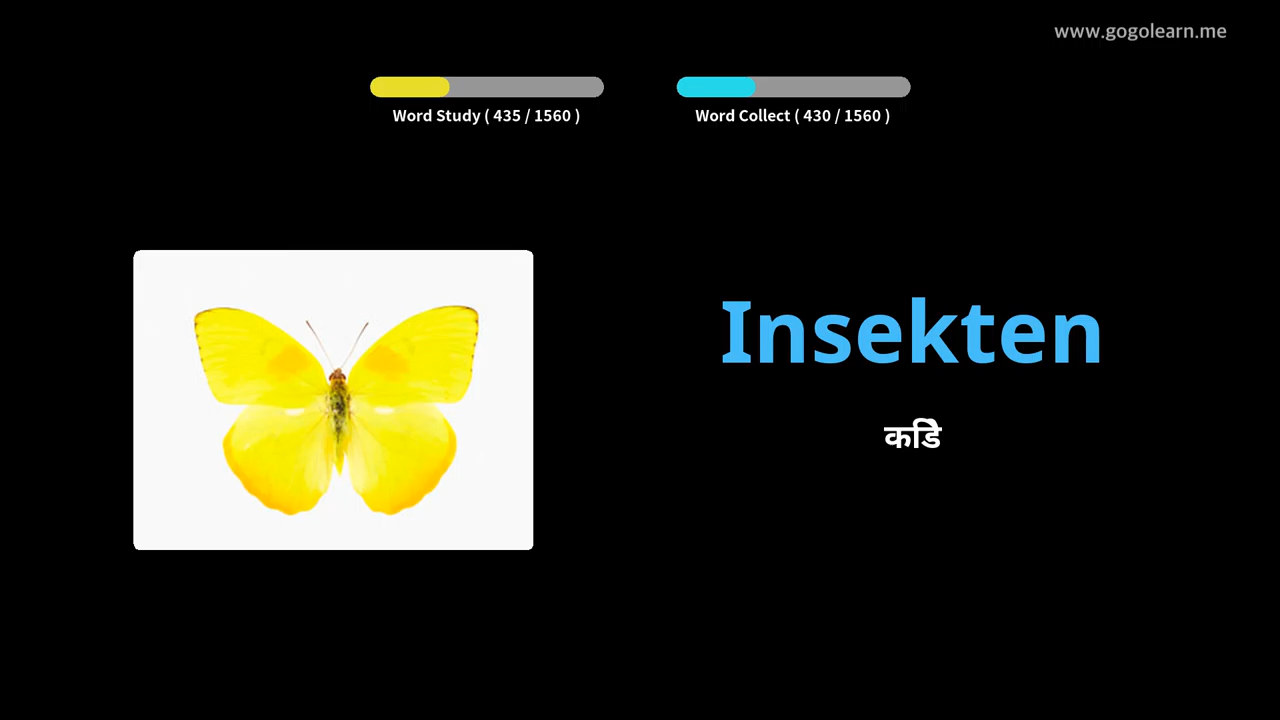 www.gogolearn.me
Word Study ( 435 / 1560 )
Word Collect ( 430 / 1560 )
Insekten
कडिे